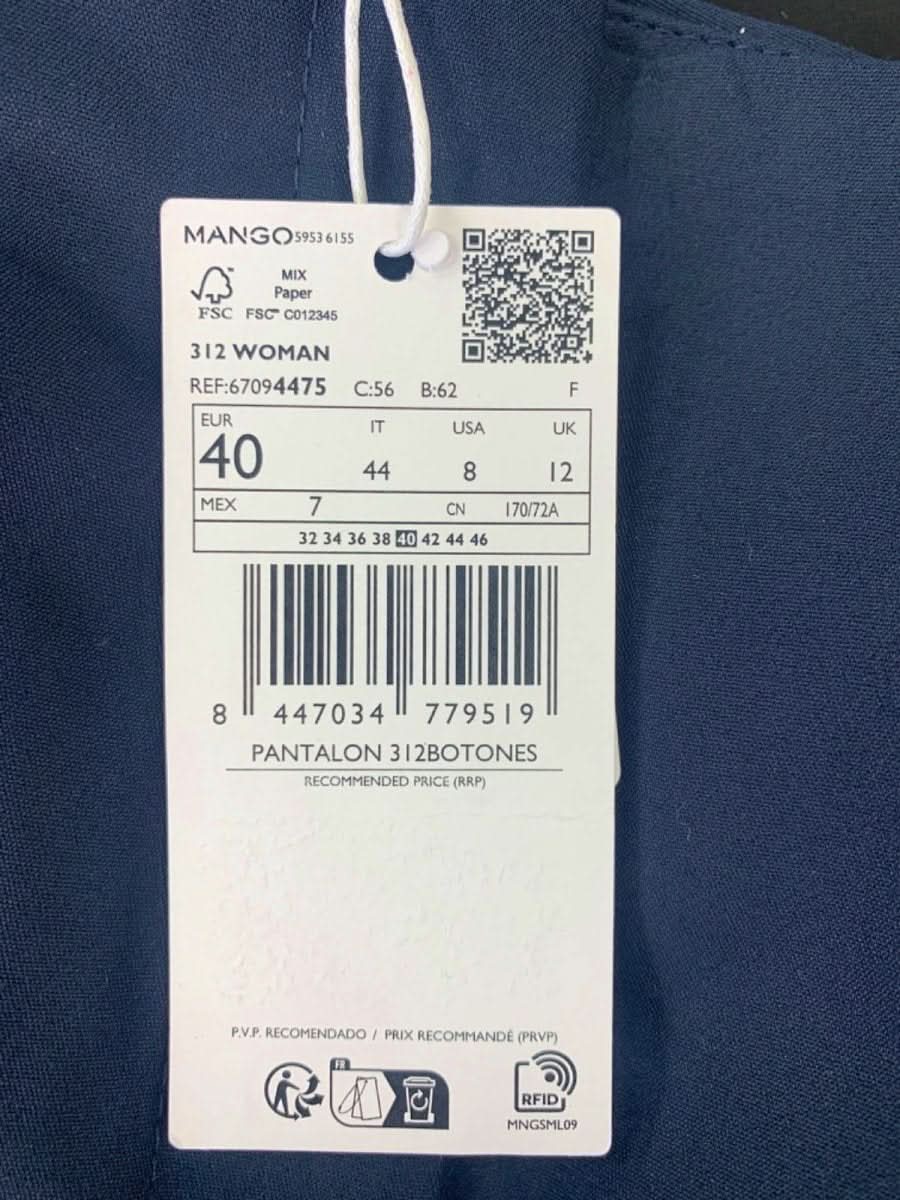 MANGO 5953 6155
MIX
Paper
FSC FSC™ C012345
312 WOMAN
REF:67094475 C:56 B:62 F
EUR IT USA UK
40 44 8 12
MEX 7 CN 170/72A
32 34 36 38 40 42 44 46
8 447034 779519
PANTALON 312BOTONES
RECOMMENDED PRICE (RRP)
P.V.P. RECOMENDADO / PRIX RECOMMANDÉ (PRVP)
FR
RFID
MNGSML09